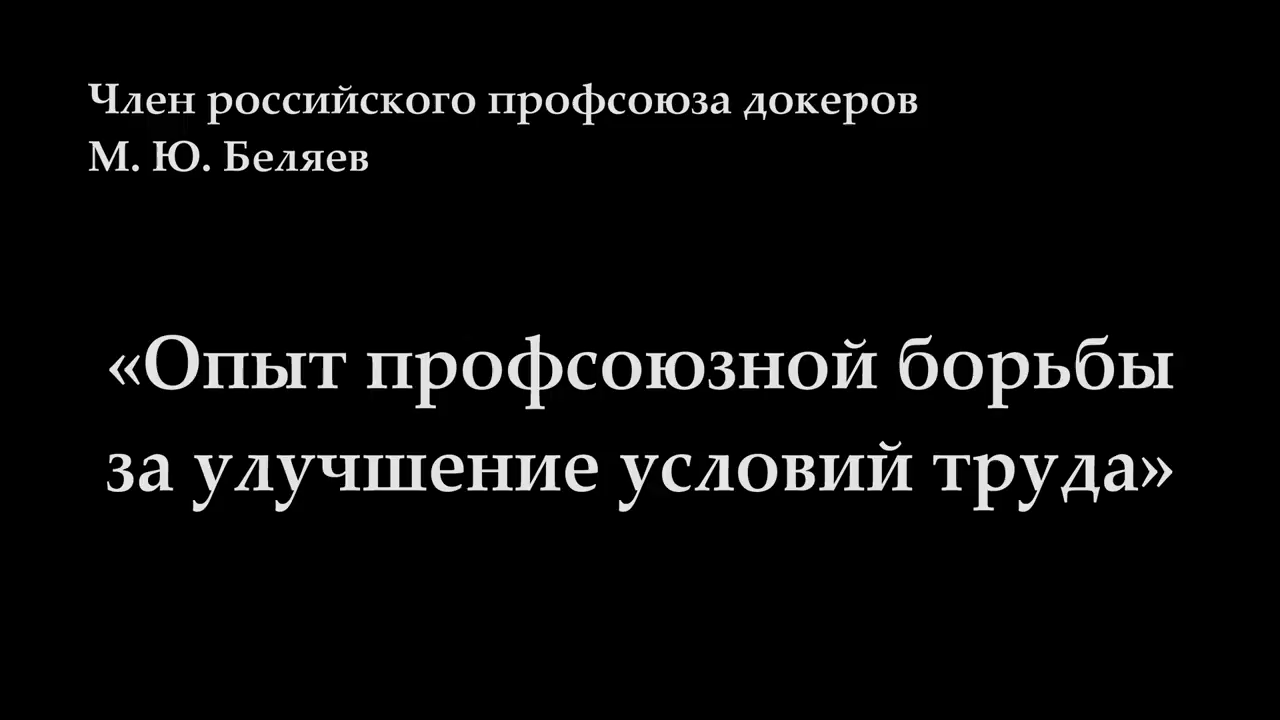 Член российского профсоюза докеров
М. Ю. Беляев
«Опыт профсоюзной борьбы
за улучшение условий труда»